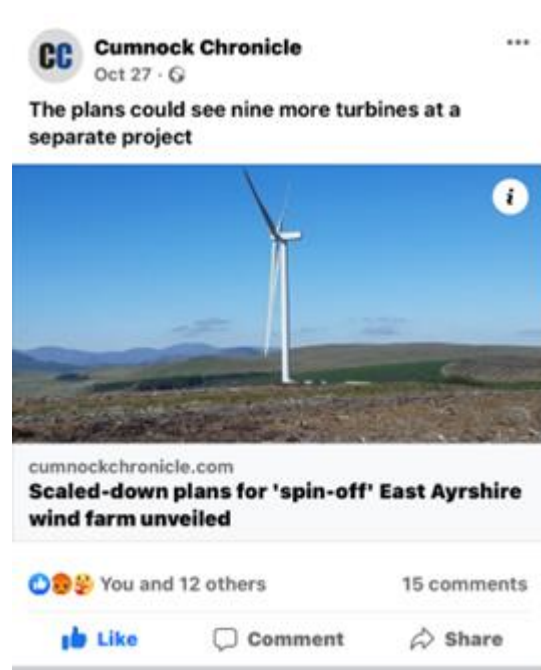 CC
Cumnock Chronicle
Oct 27 ·
The plans could see nine more turbines at a
separate project
i
cumnockchronicle.com
Scaled-down plans for 'spin-off' East Ayrshire
wind farm unveiled
You and 12 others 15 comments
Like Comment Share